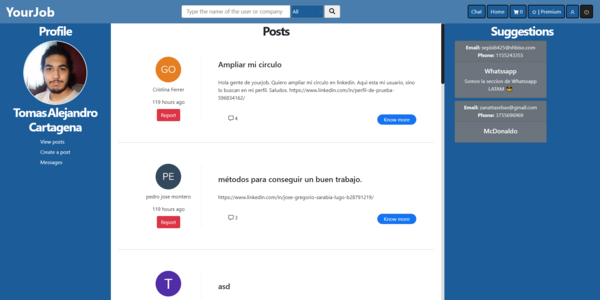 YourJob
Type the name of the user or company
All
Chat
Home
0
| Premium
Profile
Tomas Alejandro
Cartagena
View posts
Create a post
Messages
Posts
GO
Cristina Ferrer
119 hours ago
Report
Ampliar mi circulo
Hola gente de yourjob. Quiero ampliar mi circulo en linkedin. Aqui esta mi usuario, sino
lo buscan en mi perfil. Saludos. https://www.linkedin.com/in/perfil-de-prueba-
596834162/
4
Know more
PE
pedro jose montero
119 hours ago
Report
métodos para conseguir un buen trabajo.
https://www.linkedin.com/in/jose-gregorio-sarabia-lugo-b28791219/
3
Know more
T
asd
Suggestions
Email: sepisb8425@nhbiso.com
Phone: 1155243355
Whatssapp
Somos la seccion de Whatssapp
LATAM 😎
Email: zanattasebas@gmail.com
Phone: 3735696969
McDonaldo